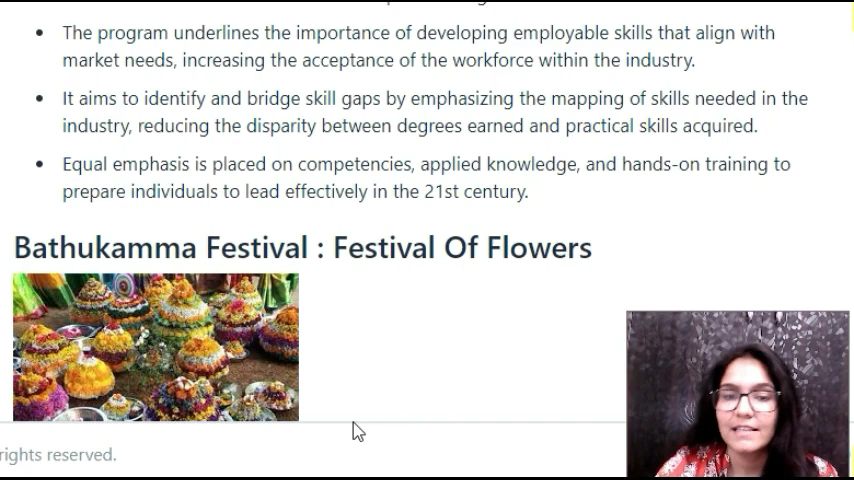 The program underlines the importance of developing employable skills that align with
market needs, increasing the acceptance of the workforce within the industry.
It aims to identify and bridge skill gaps by emphasizing the mapping of skills needed in the
industry, reducing the disparity between degrees earned and practical skills acquired.
Equal emphasis is placed on competencies, applied knowledge, and hands-on training to
prepare individuals to lead effectively in the 21st century.
Bathukamma Festival : Festival Of Flowers
rights reserved.